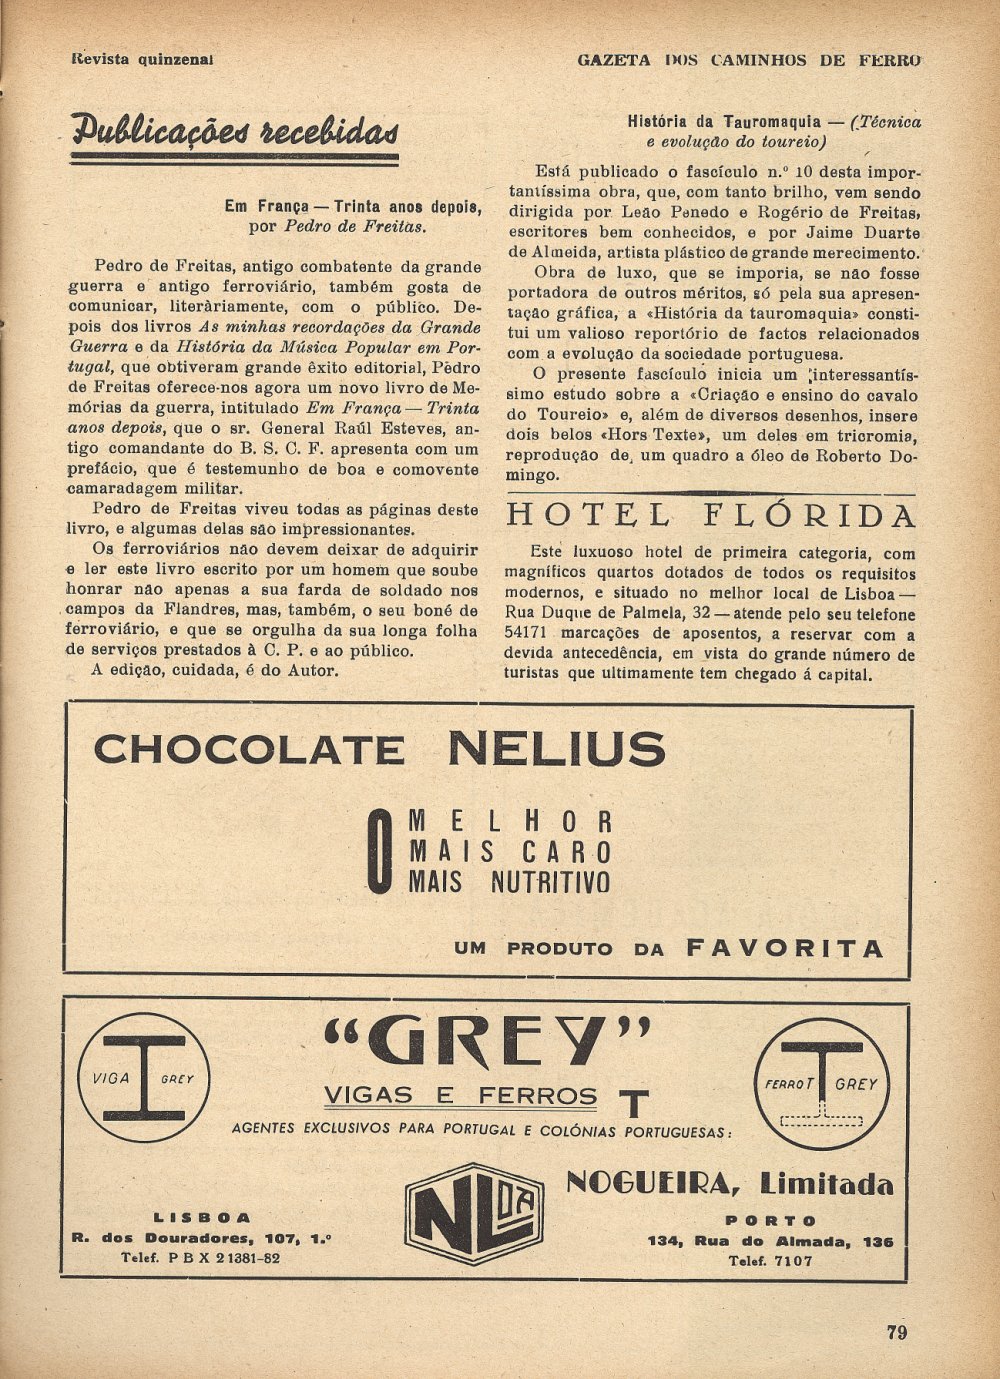 Revista quinzenal
GAZETA DOS CAMINHOS DE FERRO
Publicações recebidas
Em França — Trinta anos depois,
por Pedro de Freitas.
Pedro de Freitas, antigo combatente da grande
guerra e antigo ferroviário, também gosta de
comunicar, literàriamente, com o público. De-
pois dos livros As minhas recordações da Grande
Guerra e da História da Música Popular em Por-
tugal, que obtiveram grande êxito editorial, Pedro
de Freitas oferece-nos agora um novo livro de Me-
mórias da guerra, intitulado Em França — Trinta
anos depois, que o sr. General Raúl Esteves, an-
tigo comandante do B. S. C. F. apresenta com um
prefácio, que é testemunho de boa e comovente
camaradagem militar.
Pedro de Freitas viveu todas as páginas deste
livro, e algumas delas são impressionantes.
Os ferroviários não devem deixar de adquirir
e ler este livro escrito por um homem que soube
honrar não apenas a sua farda de soldado nos
campos da Flandres, mas, também, o seu boné de
ferroviário, e que se orgulha da sua longa folha
de serviços prestados à C. P. e ao público.
A edição, cuidada, é do Autor.
História da Tauromaquia — (Técnica
e evolução do toureio)
Está publicado o fascículo n.º 10 desta impor-
tantíssima obra, que, com tanto brilho, vem sendo
dirigida por Leão Penedo e Rogério de Freitas,
escritores bem conhecidos, e por Jaime Duarte
de Almeida, artista plástico de grande merecimento.
Obra de luxo, que se imporia, se não fosse
portadora de outros méritos, só pela sua apresen-
tação gráfica, a «História da tauromaquia» consti-
tui um valioso reportório de factos relacionados
com a evolução da sociedade portuguesa.
O presente fascículo inicia um interessantís-
simo estudo sobre a «Criação e ensino do cavalo
do Toureio» e, além de diversos desenhos, insere
dois belos «Hors Texte», um deles em tricromia,
reprodução de um quadro a óleo de Roberto Do-
mingo.
HOTEL FLÓRIDA
Este luxuoso hotel de primeira categoria, com
magníficos quartos dotados de todos os requisitos
modernos, e situado no melhor local de Lisboa —
Rua Duque de Palmela, 32 — atende pelo seu telefone
54171 marcações de aposentos, a reservar com a
devida antecedência, em vista do grande número de
turistas que ultimamente tem chegado á capital.
CHOCOLATE NELIUS
O MELHOR
MAIS CARO
MAIS NUTRITIVO
UM PRODUTO DA FAVORITA
VIGA GREY
"GREY"
VIGAS E FERROS T
FERRO T GREY
AGENTES EXCLUSIVOS PARA PORTUGAL E COLÓNIAS PORTUGUESAS:
NLDA
NOGUEIRA, Limitada
LISBOA
R. dos Douradores, 107, 1.º
Telef. P B X 21381-82
PORTO
134, Rua do Almada, 136
Telef. 7107
79